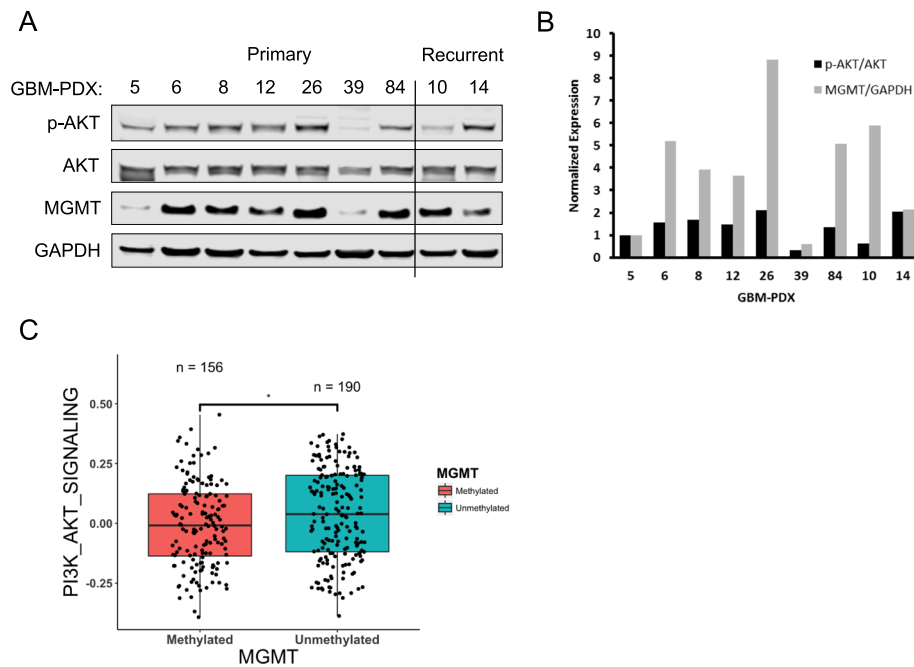 A
Primary Recurrent
GBM-PDX: 5 6 8 12 26 39 84 10 14
p-AKT
AKT
MGMT
GAPDH
B
Normalized Expression
10
9
8
7
6
5
4
3
2
1
0
p-AKT/AKT
MGMT/GAPDH
5 6 8 12 26 39 84 10 14
GBM-PDX
C
PI3K_AKT_SIGNALING
n = 156
n = 190
*
0.50
0.25
0.00
-0.25
MGMT
Methylated
Unmethylated
Methylated Unmethylated
MGMT